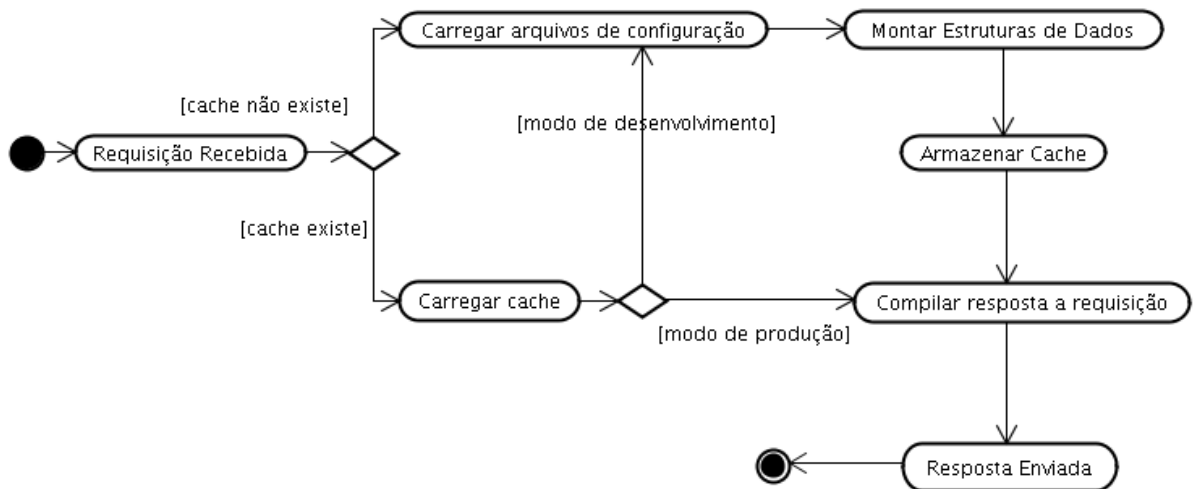 Carregar arquivos de configuração
Montar Estruturas de Dados
[cache não existe]
[modo de desenvolvimento]
Requisição Recebida
Armazenar Cache
[cache existe]
Carregar cache
Compilar resposta a requisição
[modo de produção]
Resposta Enviada